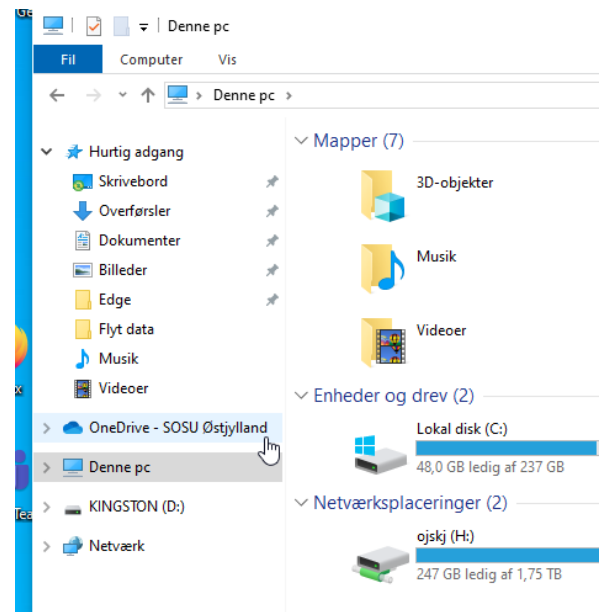 Denne pc
Fil Computer Vis
Denne pc
Hurtig adgang
Skrivebord
Overførsler
Dokumenter
Billeder
Edge
Flyt data
Musik
Videoer
OneDrive - SOSU Østjylland
Denne pc
KINGSTON (D:)
Netværk
Mapper (7)
3D-objekter
Musik
Videoer
Enheder og drev (2)
Lokal disk (C:)
48,0 GB ledig af 237 GB
Netværksplaceringer (2)
ojskj (H:)
247 GB ledig af 1,75 TB